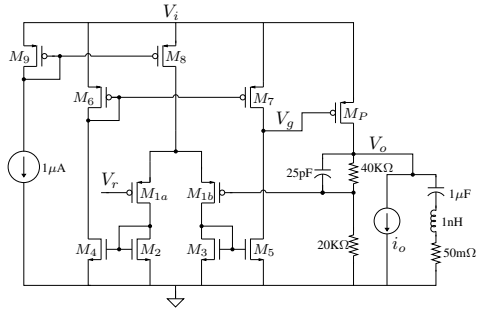 V_i
M_9
M_8
M_6
M_7
M_P
V_g
V_o
1μA
V_r
M_{1a}
M_{1b}
25pF
40KΩ
1μF
1nH
M_4
M_2
M_3
M_5
20KΩ
i_o
50mΩ